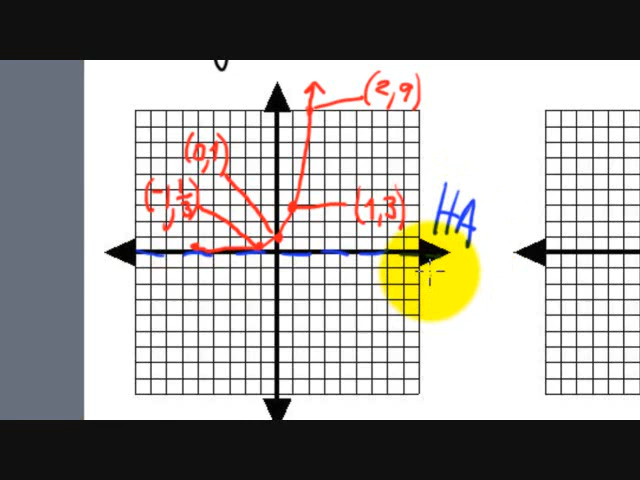 (2,9)
(0,1)
(-1,1/3)
(1,3)
HA